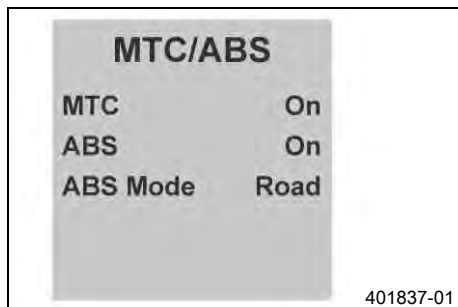 MTC/ABS
MTC On
ABS On
ABS Mode Road
401837-01